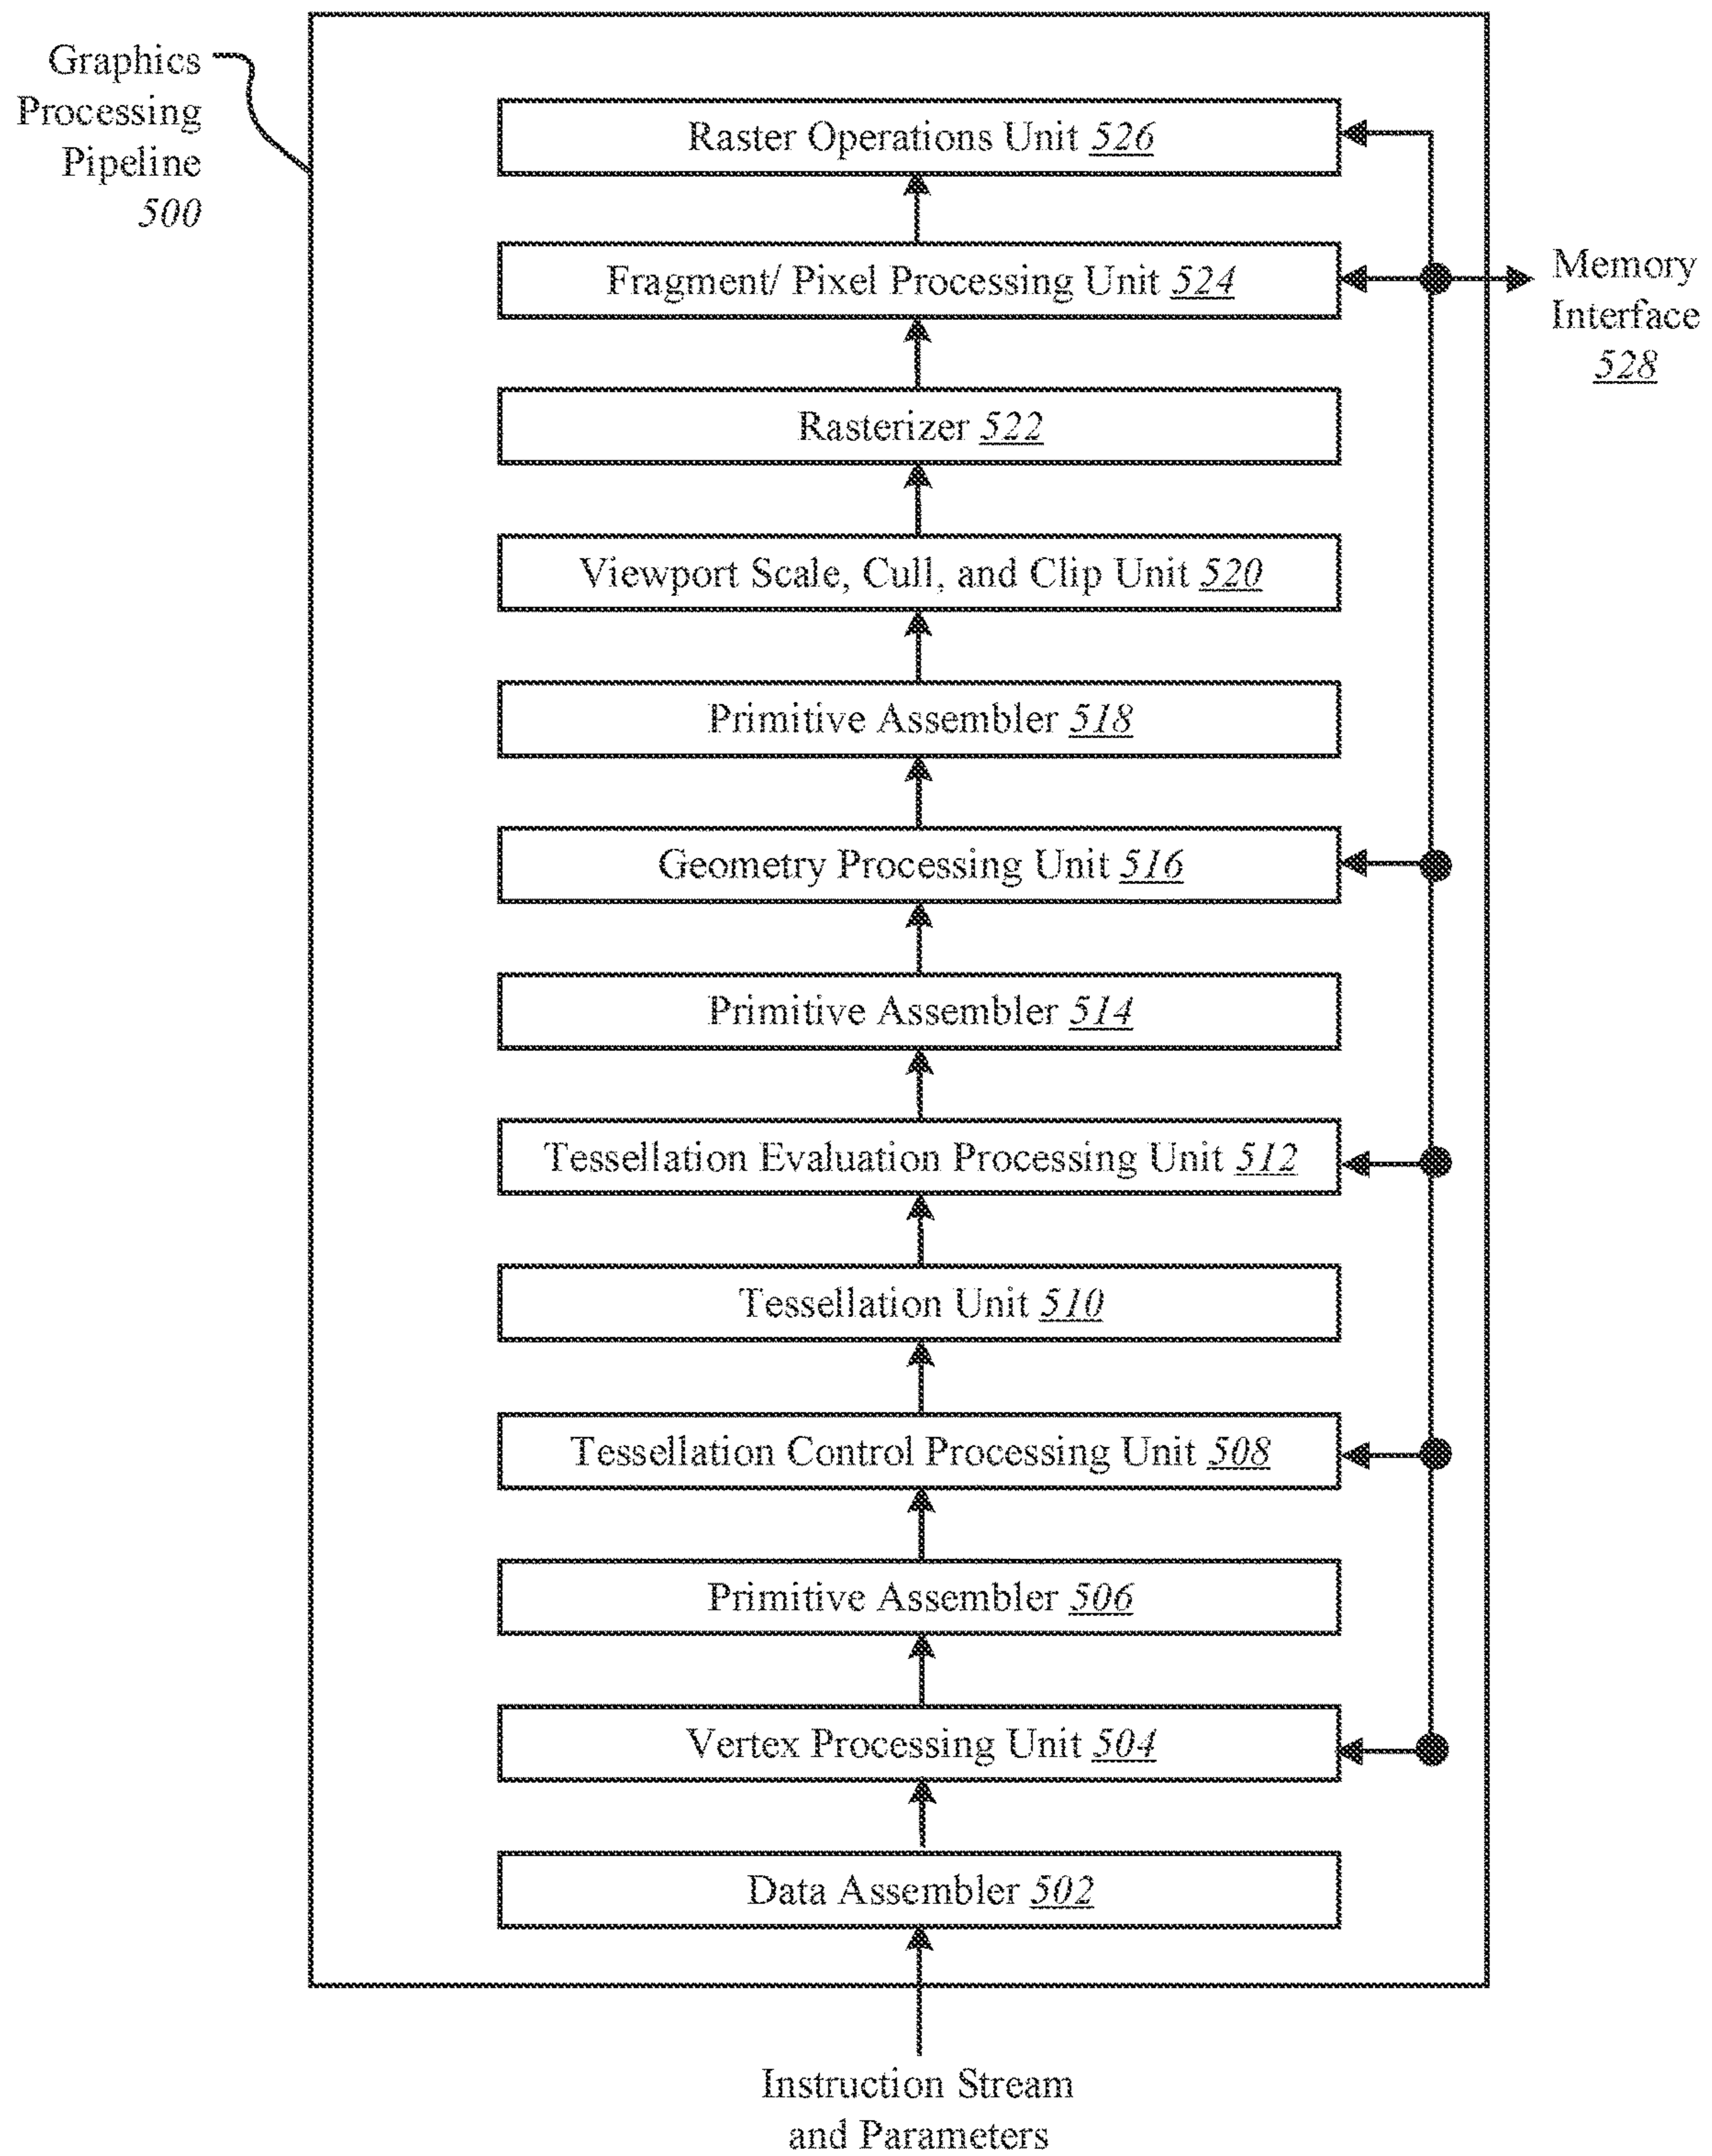 Graphics
Processing
Pipeline
500
Raster Operations Unit 526
Fragment/ Pixel Processing Unit 524
Memory
Interface
528
Rasterizer 522
Viewport Scale, Cull, and Clip Unit 520
Primitive Assembler 518
Geometry Processing Unit 516
Primitive Assembler 514
Tessellation Evaluation Processing Unit 512
Tessellation Unit 510
Tessellation Control Processing Unit 508
Primitive Assembler 506
Vertex Processing Unit 504
Data Assembler 502
Instruction Stream
and Parameters